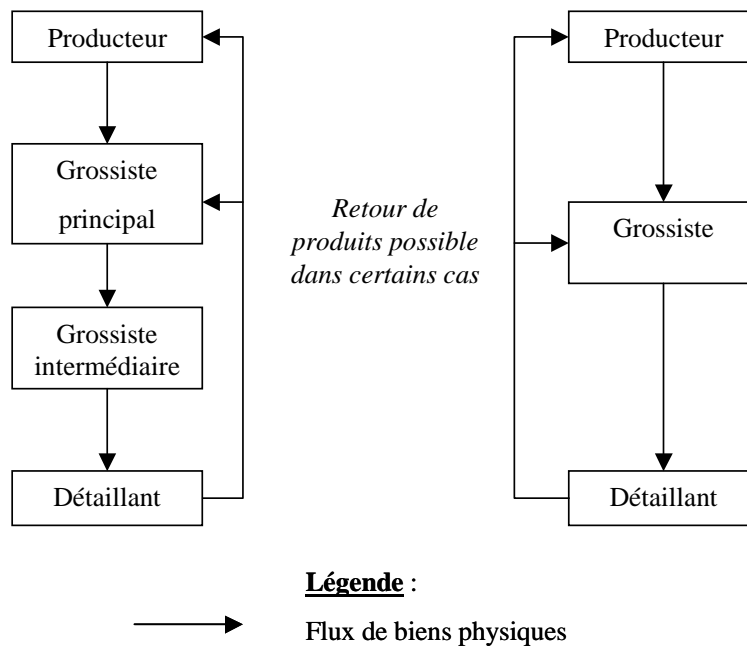 Producteur
Grossiste
principal
Grossiste
intermédiaire
Détaillant
Retour de
produits possible
dans certains cas
Producteur
Grossiste
Détaillant
Légende :
Flux de biens physiques